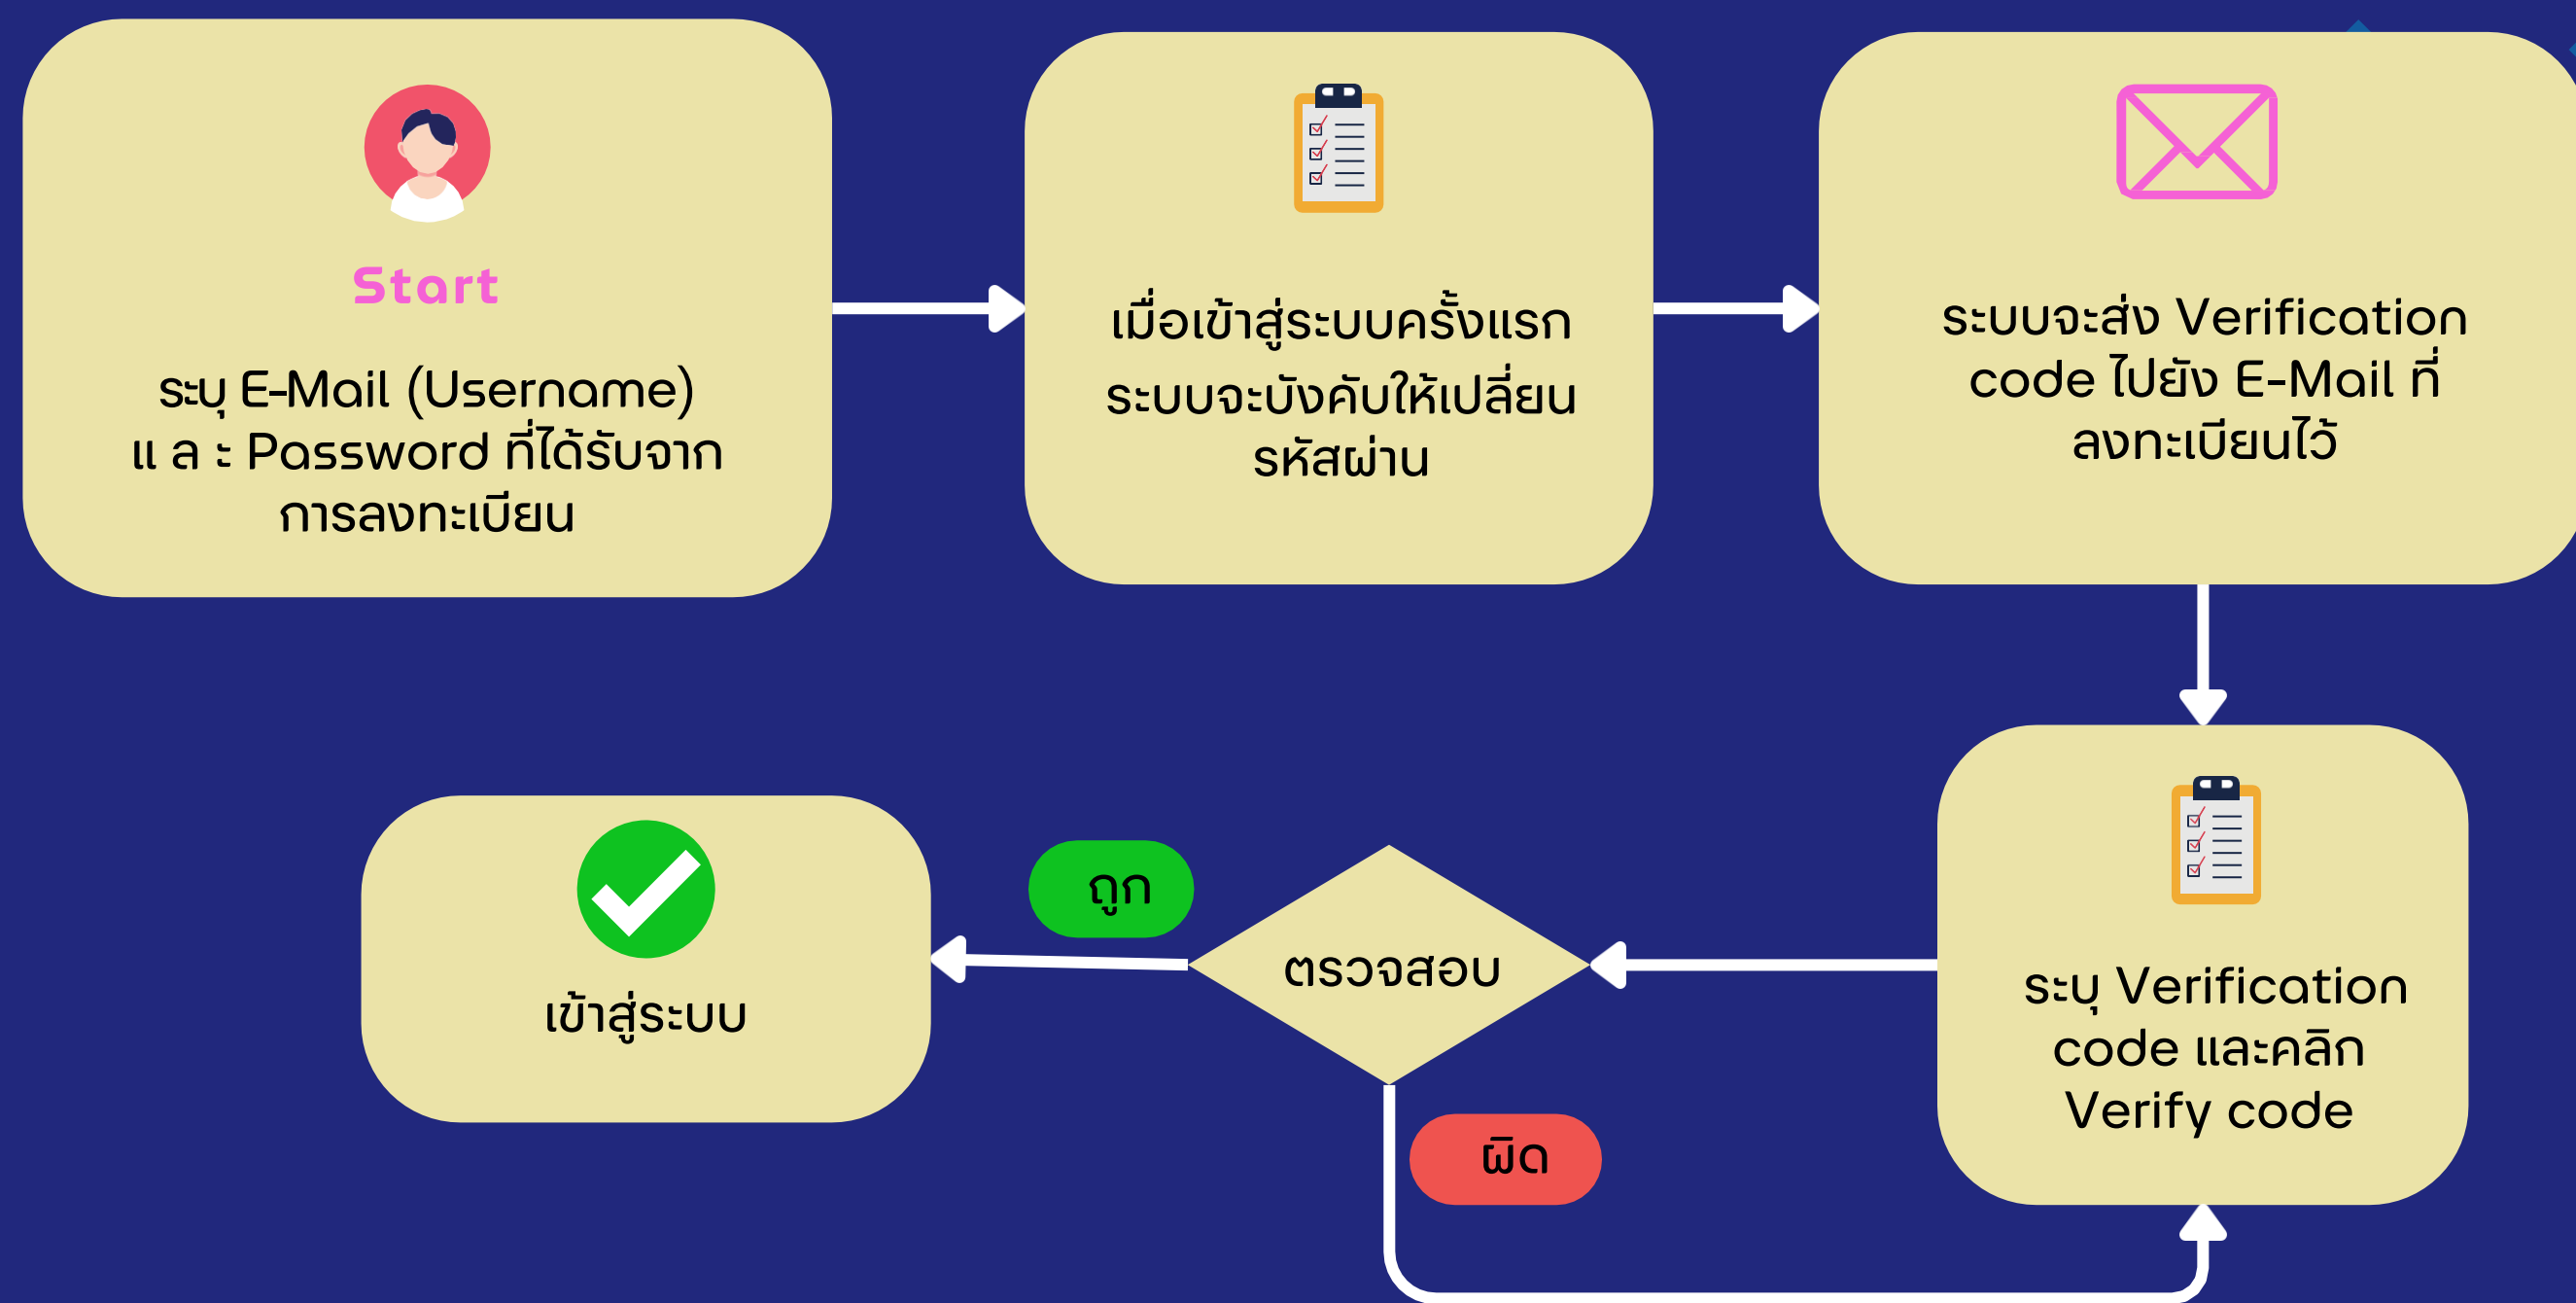 Start
ระบุ E-Mail (Username)
แ ล ะ Password ที่ได้รับจาก
การลงทะเบียน
เมื่อเข้าสู่ระบบครั้งแรก
ระบบจะบังคับให้เปลี่ยน
รหัสผ่าน
ระบบจะส่ง Verification
code ไปยัง E-Mail ที่
ลงทะเบียนไว้
ระบุ Verification
code และคลิก
Verify code
ตรวจสอบ
ถูก
ผิด
เข้าสู่ระบบ